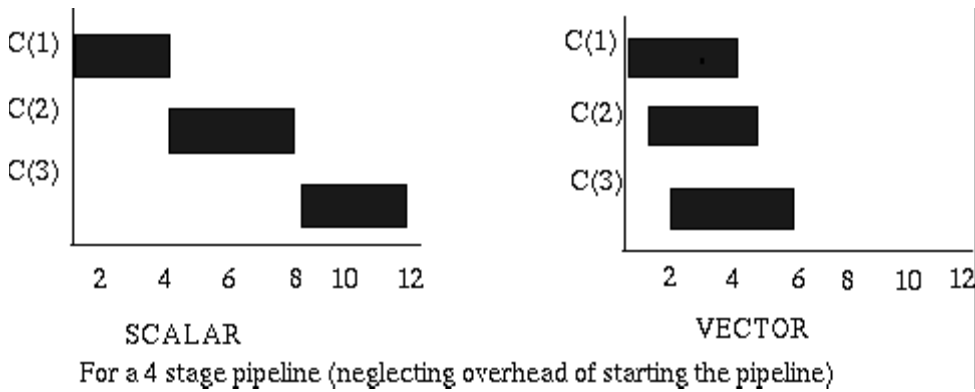 C(1)
C(2)
C(3)
2 4 6 8 10 12
SCALAR
C(1)
C(2)
C(3)
2 4 6 8 10 12
VECTOR
For a 4 stage pipeline (neglecting overhead of starting the pipeline)